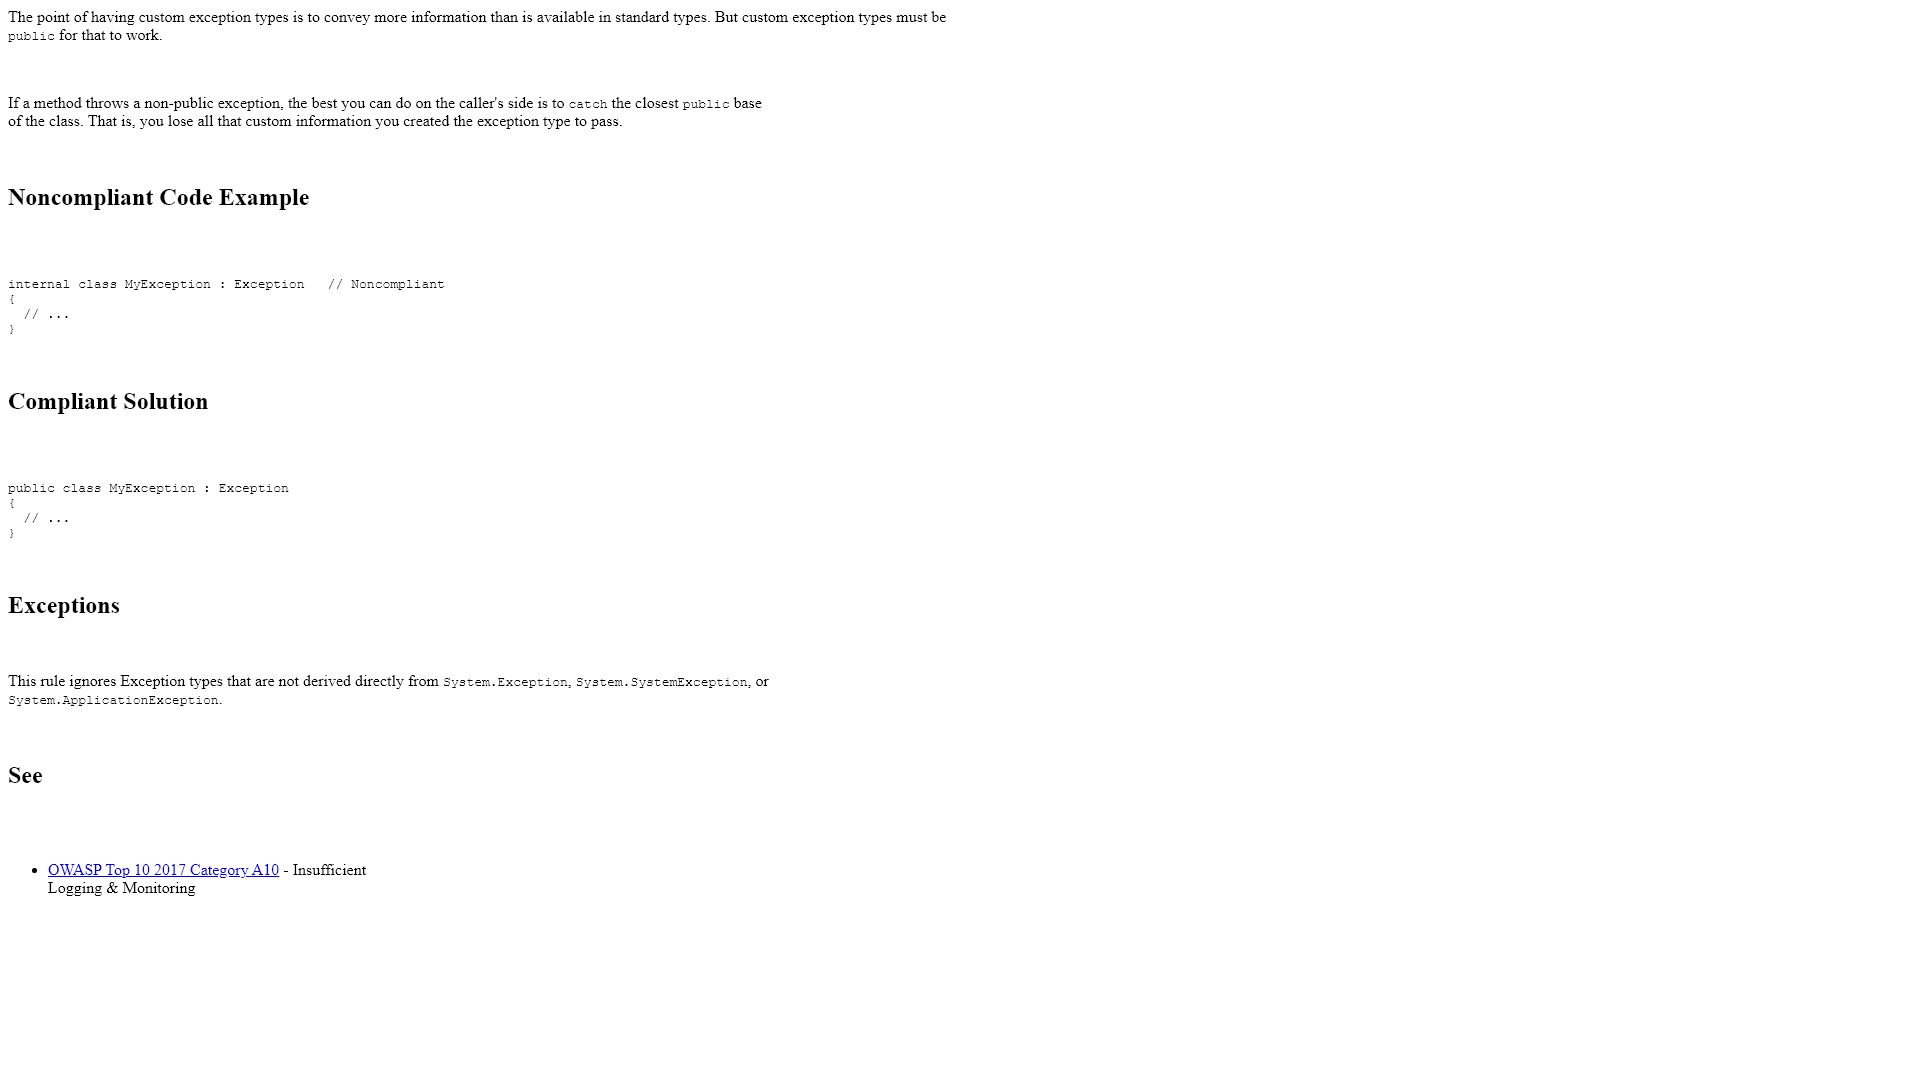 The point of having custom exception types is to convey more information than is available in standard types. But custom exception types must be
public for that to work.
If a method throws a non-public exception, the best you can do on the caller's side is to catch the closest public base
of the class. That is, you lose all that custom information you created the exception type to pass.
Noncompliant Code Example
internal class MyException : Exception   // Noncompliant
{
  // ...
}
Compliant Solution
public class MyException : Exception
{
  // ...
}
Exceptions
This rule ignores Exception types that are not derived directly from System.Exception, System.SystemException, or
System.ApplicationException.
See
• OWASP Top 10 2017 Category A10 - Insufficient
Logging & Monitoring